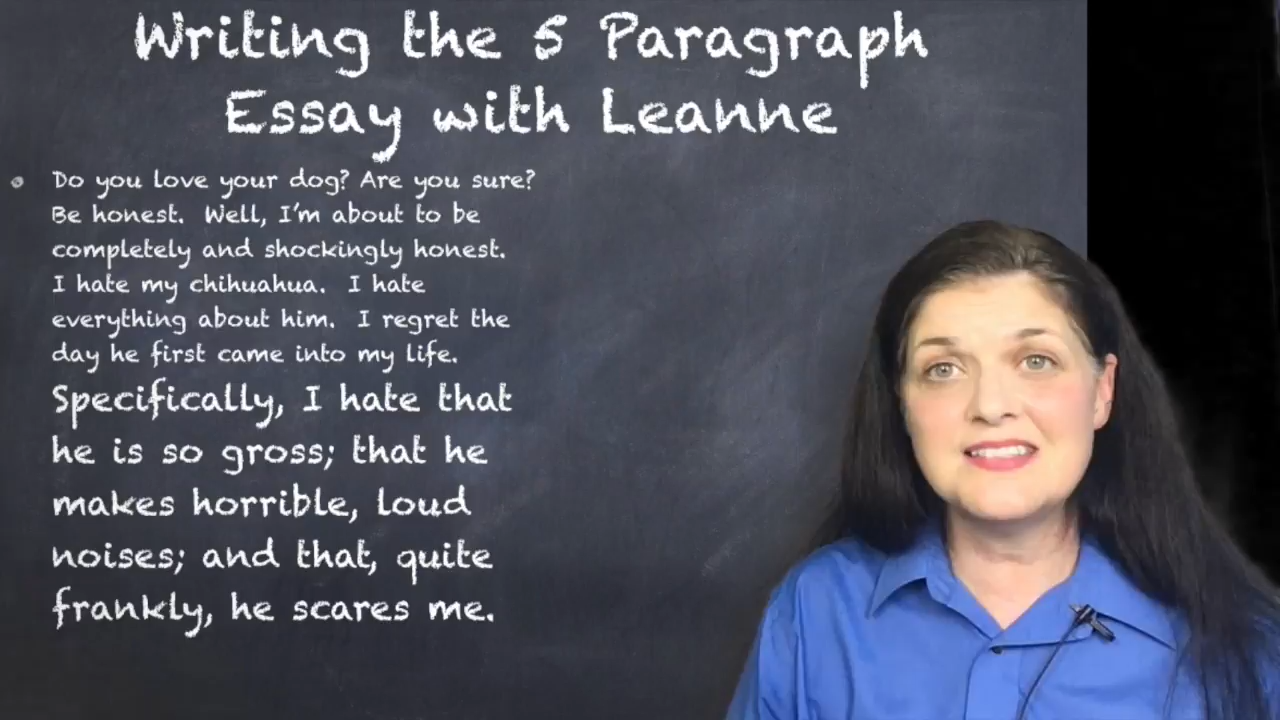 Writing the 5 Paragraph
Essay with Leanne
Do you love your dog? Are you sure?
Be honest.  Well, I'm about to be
completely and shockingly honest.
I hate my chihuahua.  I hate
everything about him.  I regret the
day he first came into my life.
Specifically, I hate that
he is so gross; that he
makes horrible, loud
noises; and that, quite
frankly, he scares me.